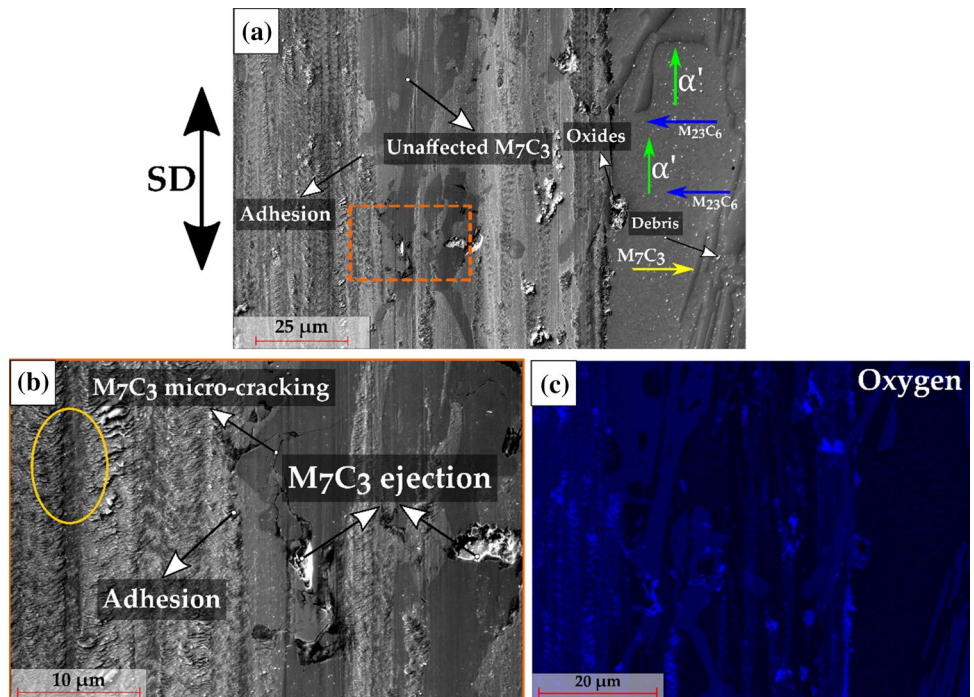 (a)
SD
Unaffected M7C3
Oxides
α'
M23C6
α'
M23C6
Adhesion
Debris
M7C3
25 μm
(b)
M7C3 micro-cracking
M7C3 ejection
Adhesion
10 μm
(c)
Oxygen
20 μm